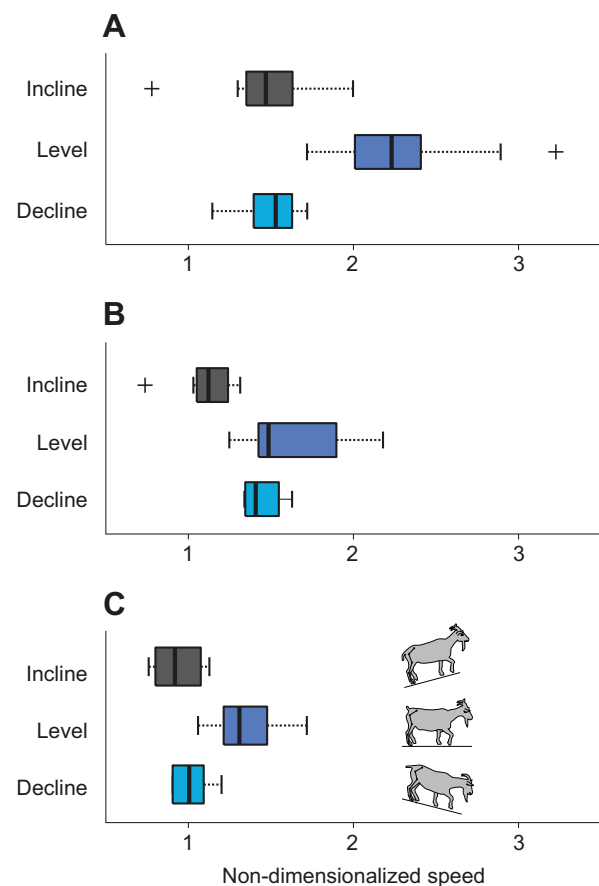 A
Incline
Level
Decline
1 2 3
B
Incline
Level
Decline
1 2 3
C
Incline
Level
Decline
1 2 3
Non-dimensionalized speed